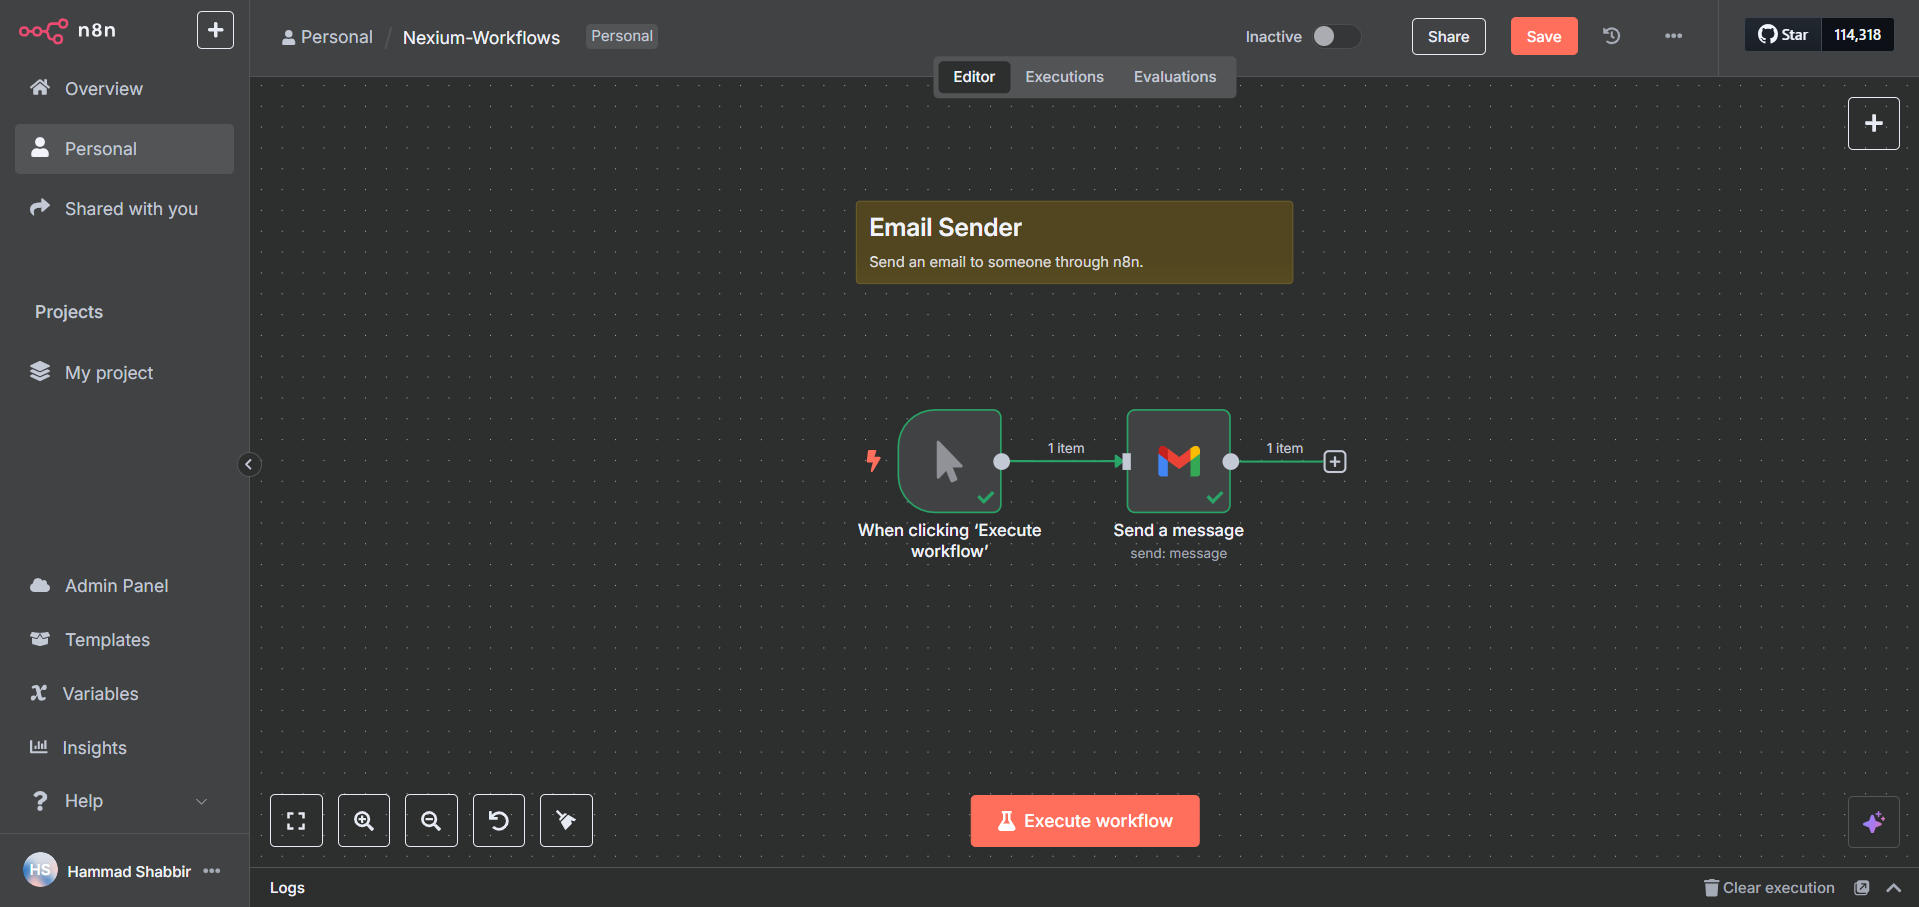 n8n
Overview
Personal
Shared with you
Projects
My project
Admin Panel
Templates
Variables
Insights
Help
HS
Hammad Shabbir
Personal / Nexium-Workflows Personal
Inactive
Share
Save
Star 114,318
Editor Executions Evaluations
Email Sender
Send an email to someone through n8n.
1 item
1 item
When clicking ‘Execute
workflow’
Send a message
send: message
Execute workflow
Logs
Clear execution